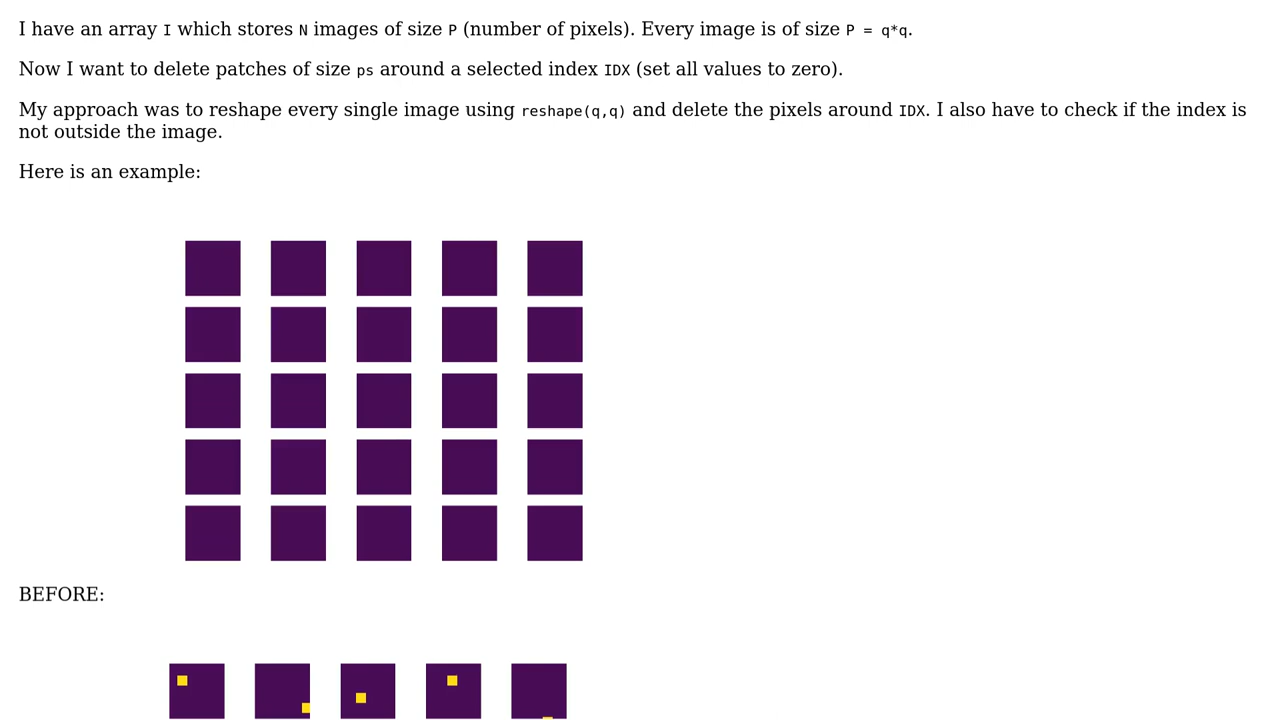 I have an array I which stores N images of size P (number of pixels). Every image is of size P = q*q.
Now I want to delete patches of size ps around a selected index IDX (set all values to zero).
My approach was to reshape every single image using reshape(q,q) and delete the pixels around IDX. I also have to check if the index is
not outside the image.
Here is an example:
BEFORE: